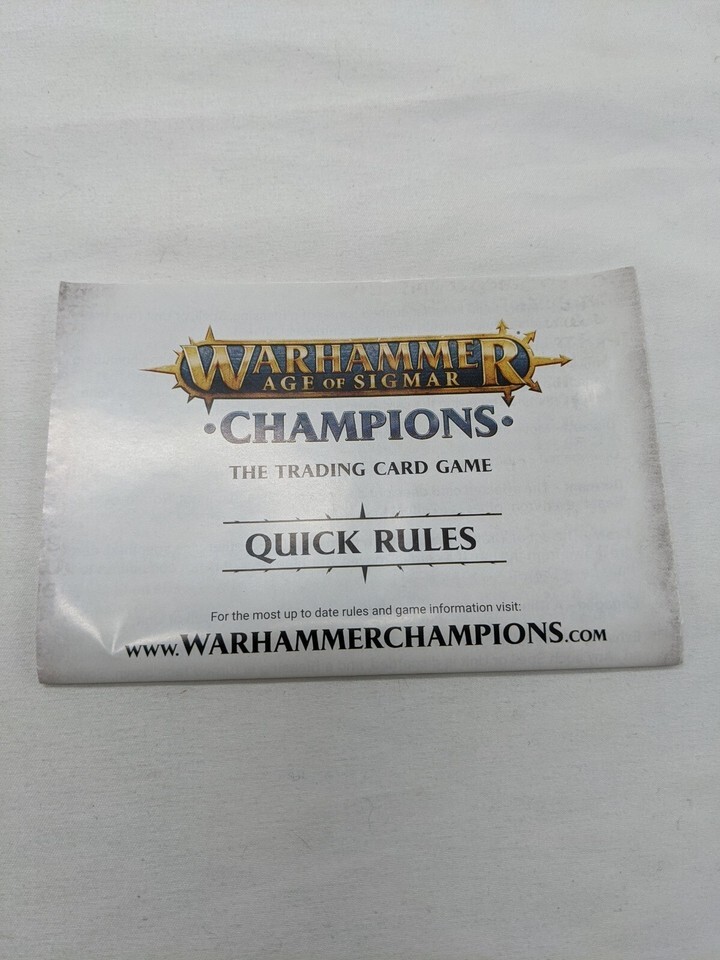 WARHAMMER
AGE OF SIGMAR
•CHAMPIONS•
THE TRADING CARD GAME
QUICK RULES
For the most up to date rules and game information visit:
www.WARHAMMERCHAMPIONS.COM